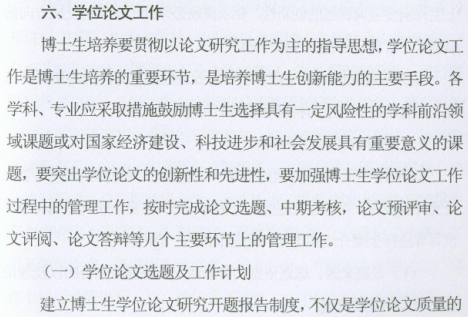 六、学位论文工作
博士生培养要贯彻以论文研究工作为主的指导思想，学位论文工
作是博士生培养的重要环节，是培养博士生创新能力的主要手段。各
学科、专业应采取措施鼓励博士生选择具有一定风险性的学科前沿领
域课题或对国家经济建设、科技进步和社会发展具有重要意义的课
题，要突出学位论文的创新性和先进性，要加强博士生学位论文工作
过程中的管理工作，按时完成论文选题、中期考核，论文预评审、论
文评阅、论文答辩等几个主要环节上的管理工作。
（一）学位论文选题及工作计划
建立博士生学位论文研究开题报告制度，不仅是学位论文质量的